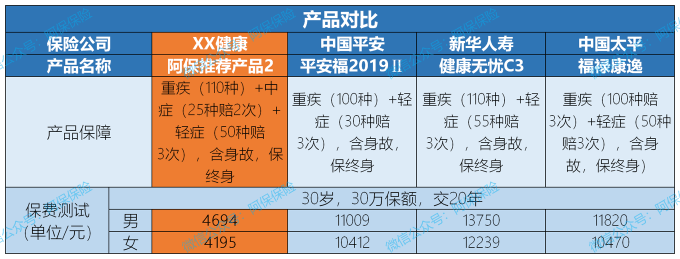 产品对比
保险公司 XX健康 中国平安 新华人寿 中国太平
产品名称 阿保推荐产品2 平安福2019Ⅱ 健康无忧C3 福禄康逸
产品保障
重疾（110种）+中
症（25种赔2次）+
轻症（50种赔
3次），含身故，保
终身
重疾（100种）+轻
症（30种赔
3次），含身故，
保终身
重疾（110种）+轻
症（55种赔
3次），含身故，
保终身
重疾（100种赔
3次）+轻症（50种
赔3次），含身
故，保终身）
保费测试
（单位/元）
30岁，30万保额，交20年
男 4694 11009 13750 11820
女 4195 10412 12239 10470
微信公众号：阿保保险